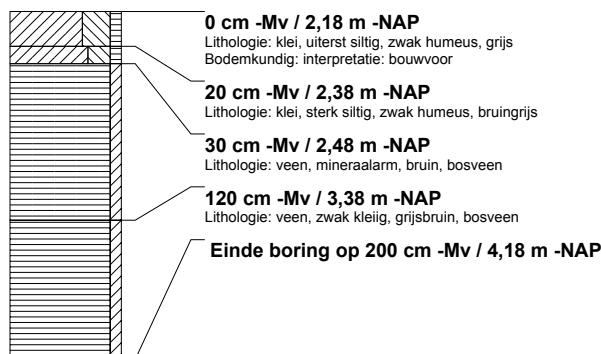 0 cm -Mv / 2,18 m -NAP
Lithologie: klei, uiterst siltig, zwak humeus, grijs
Bodemkundig: interpretatie: bouwvoor
20 cm -Mv / 2,38 m -NAP
Lithologie: klei, sterk siltig, zwak humeus, bruingrijs
30 cm -Mv / 2,48 m -NAP
Lithologie: veen, mineraalarm, bruin, bosveen
120 cm -Mv / 3,38 m -NAP
Lithologie: veen, zwak kleiig, grijsbruin, bosveen
Einde boring op 200 cm -Mv / 4,18 m -NAP